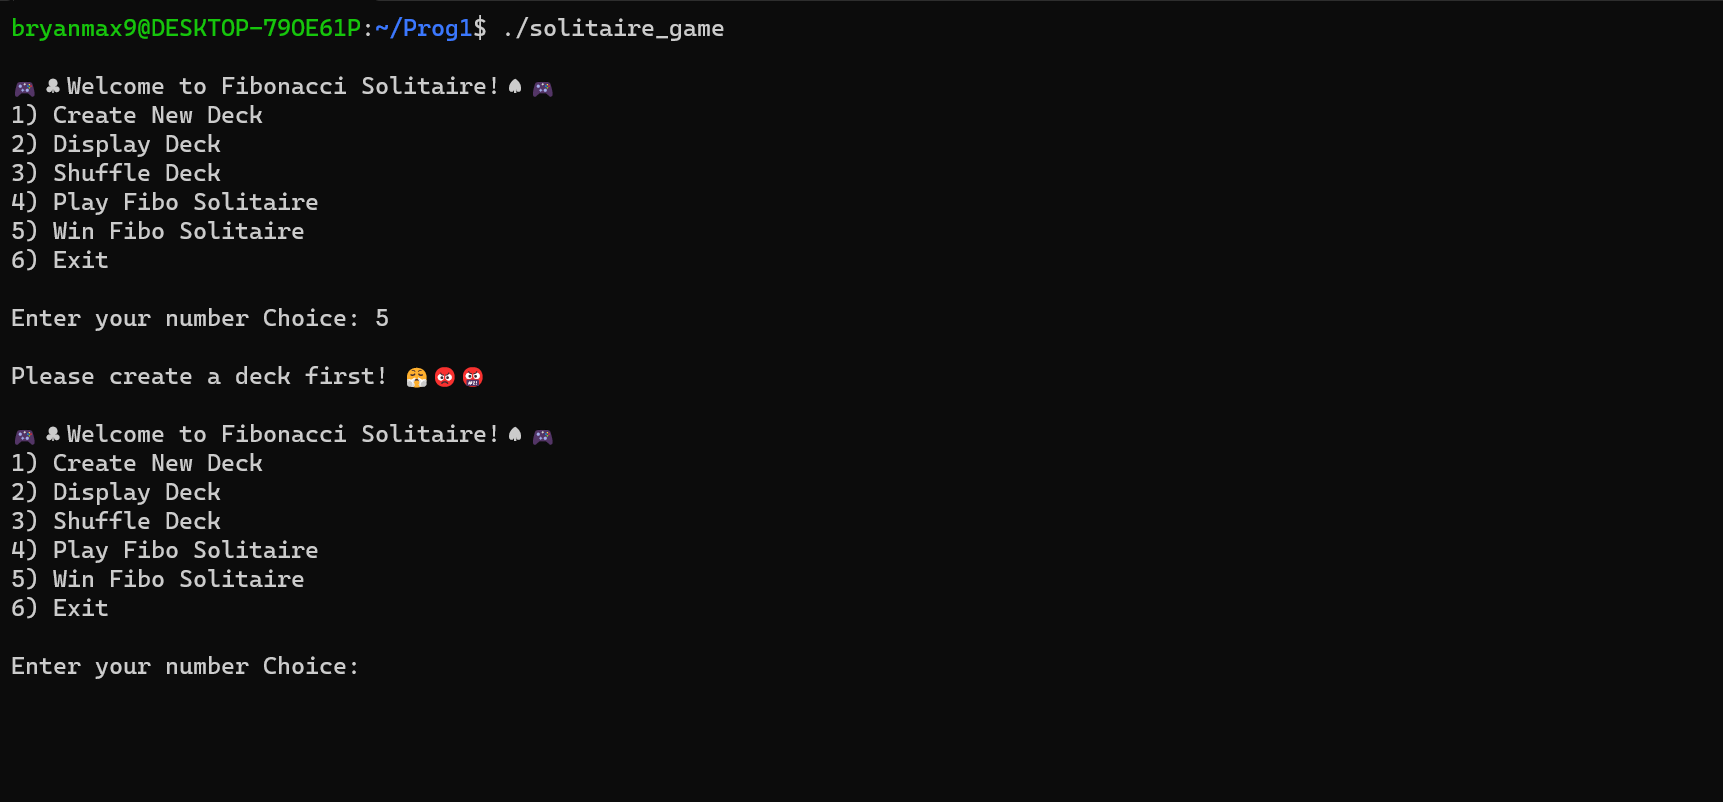 bryanmax9@DESKTOP-79OE61P:~/Prog1$ ./solitaire_game
🎮♣Welcome to Fibonacci Solitaire!♠🎮
1) Create New Deck
2) Display Deck
3) Shuffle Deck
4) Play Fibo Solitaire
5) Win Fibo Solitaire
6) Exit
Enter your number Choice: 5
Please create a deck first! 😤👿🤬
🎮♣Welcome to Fibonacci Solitaire!♠🎮
1) Create New Deck
2) Display Deck
3) Shuffle Deck
4) Play Fibo Solitaire
5) Win Fibo Solitaire
6) Exit
Enter your number Choice: